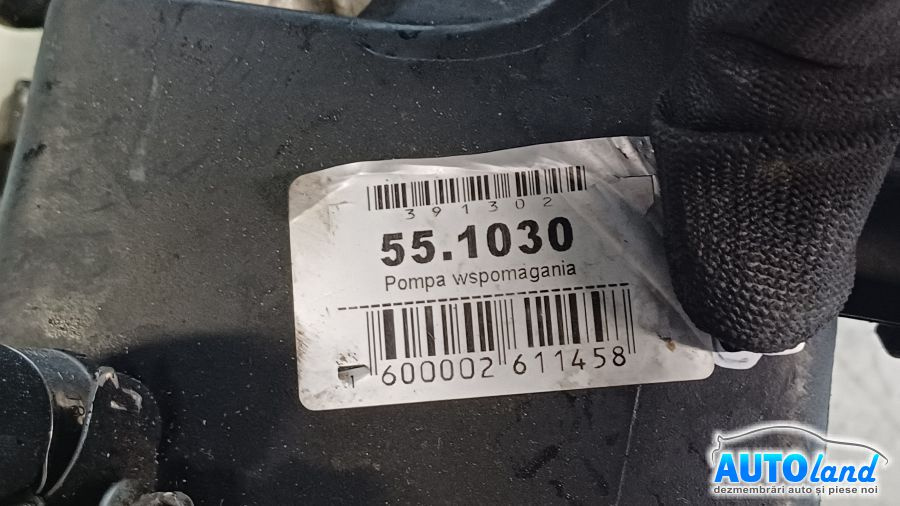 391302
55.1030
Pompa wspomagania
1 600002 611458
AUTOland
dezmembrări auto și piese noi